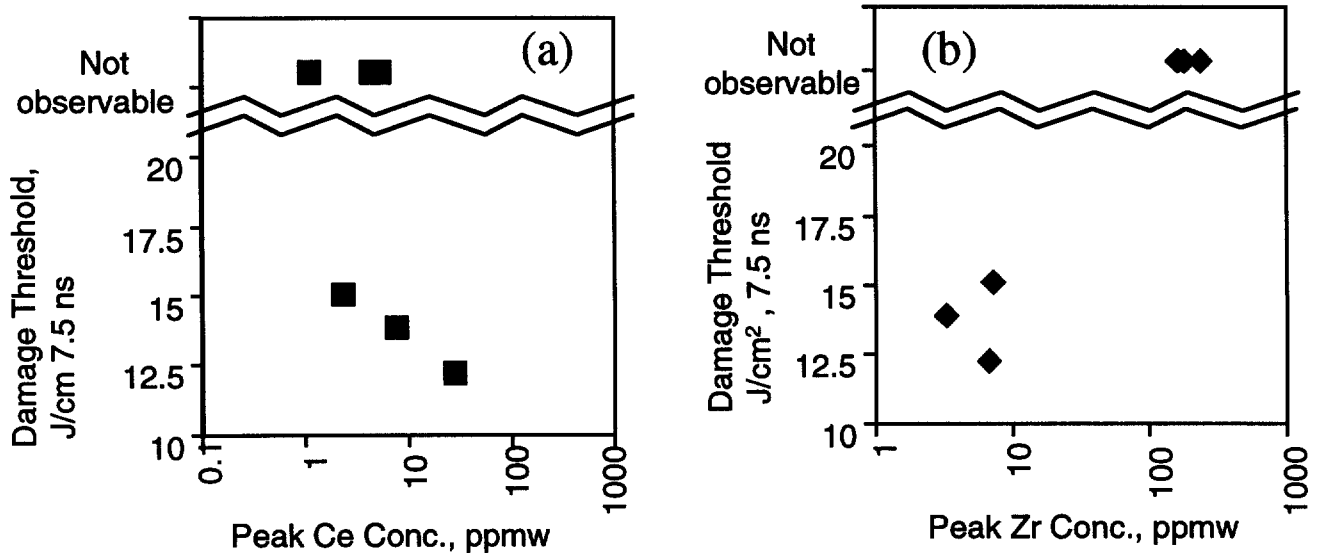 (a)
Not
observable
20
17.5
15
12.5
10
Damage Threshold,
J/cm 7.5 ns
0.1
1
10
100
1000
Peak Ce Conc., ppmw
(b)
Not
observable
20
17.5
15
12.5
10
Damage Threshold
J/cm², 7.5 ns
1
10
100
1000
Peak Zr Conc., ppmw